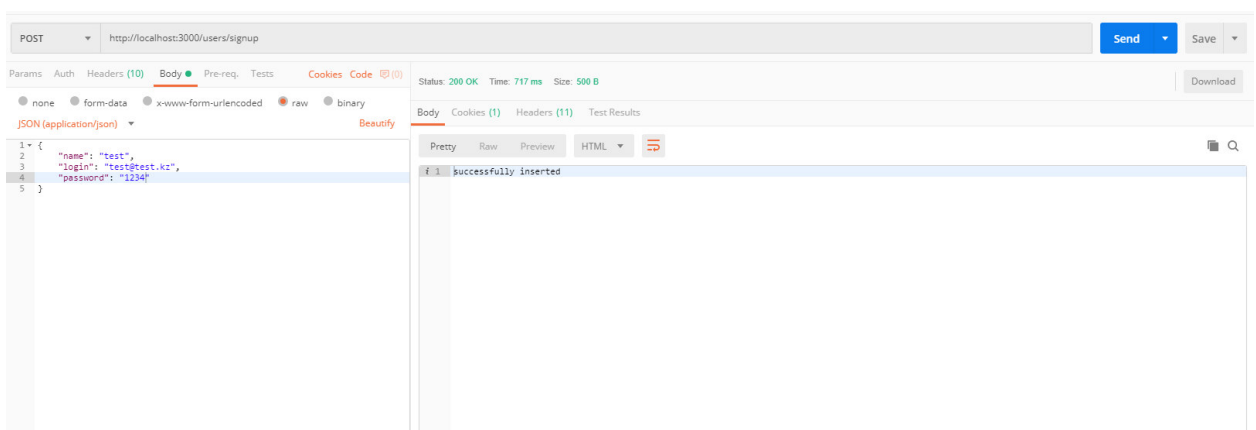 POST http://localhost:3000/users/signup Send Save
Params Auth Headers (10) Body Pre-req. Tests Cookies Code (0)
none form-data x-www-form-urlencoded raw binary
JSON (application/json) Beautify
1 {
2 "name": "test",
3 "login": "test@test.kz",
4 "password": "1234"
5 }
Status: 200 OK Time: 717 ms Size: 500 B Download
Body Cookies (1) Headers (11) Test Results
Pretty Raw Preview HTML
i 1 successfully inserted